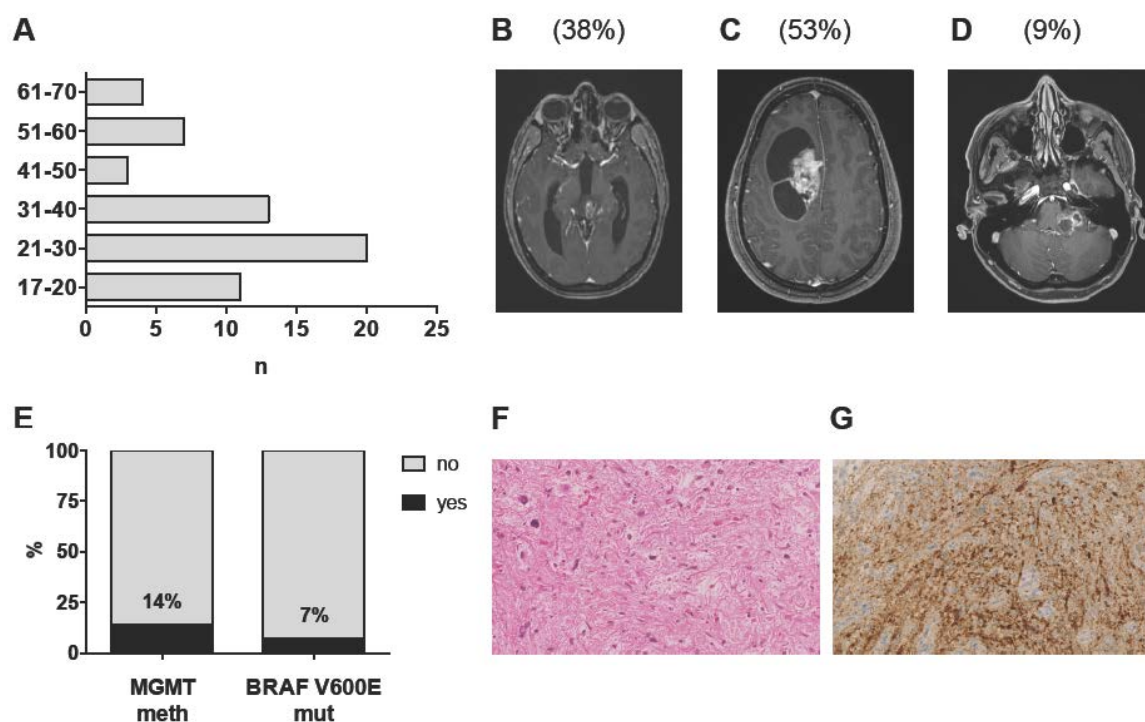 A
61-70
51-60
41-50
31-40
21-30
17-20
0 5 10 15 20 25
n
B (38%)
C (53%)
D (9%)
E
100
75
50
25
0
%
14%
7%
MGMT
meth
BRAF V600E
mut
no
yes
F
G